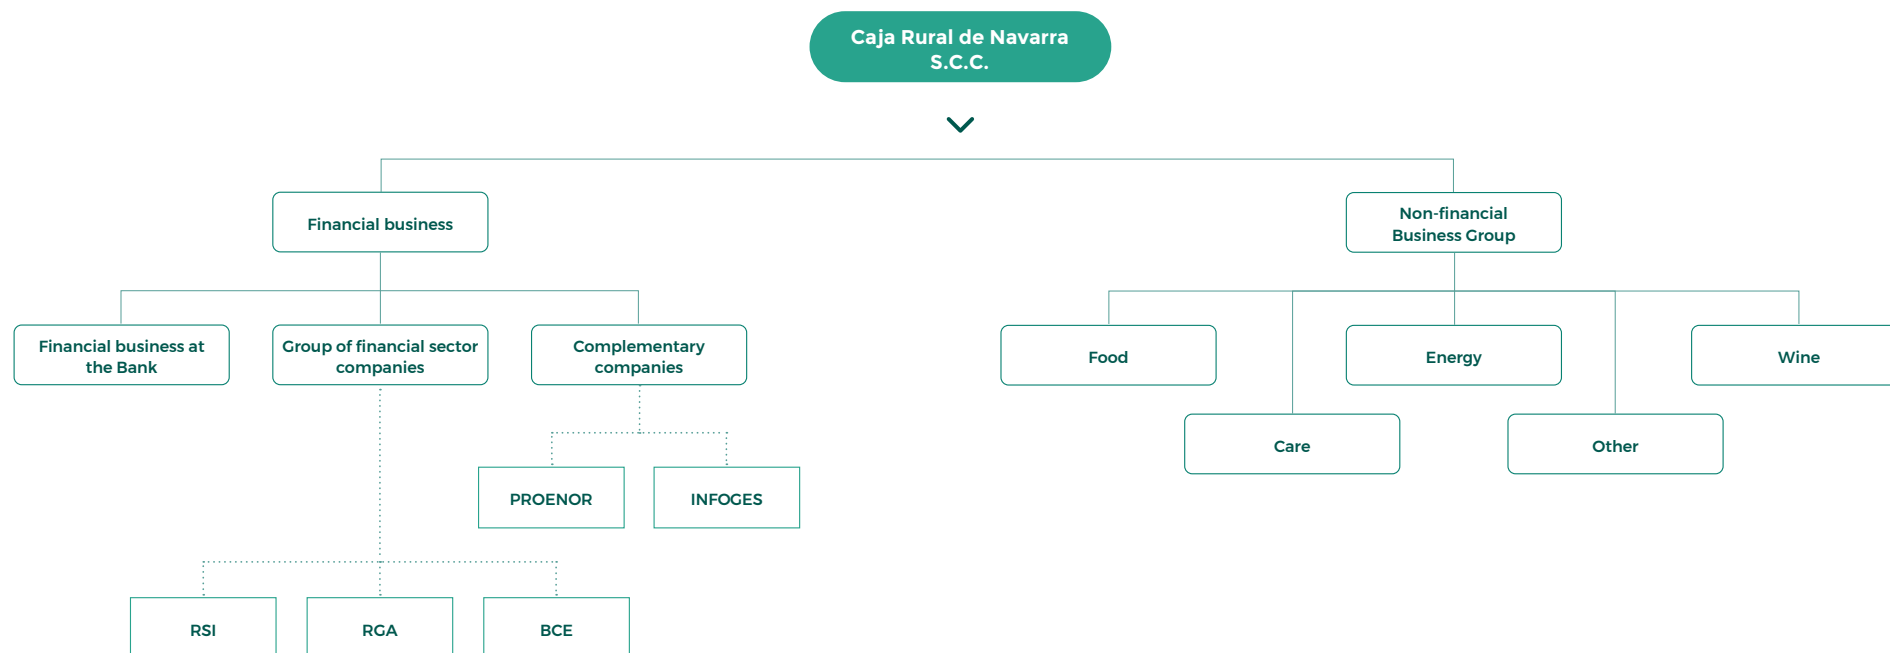 Caja Rural de Navarra
S.C.C.
Financial business
Non-financial
Business Group
Financial business at
the Bank
Group of financial sector
companies
Complementary
companies
Food
Energy
Wine
Care
Other
PROENOR
INFOGES
RSI
RGA
BCE